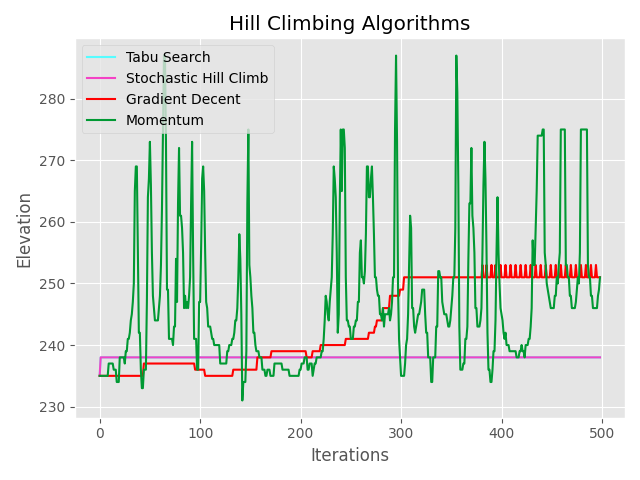 Hill Climbing Algorithms
Tabu Search
Stochastic Hill Climb
Gradient Decent
Momentum
Elevation
280
270
260
250
240
230
0
100
200
300
400
500
Iterations